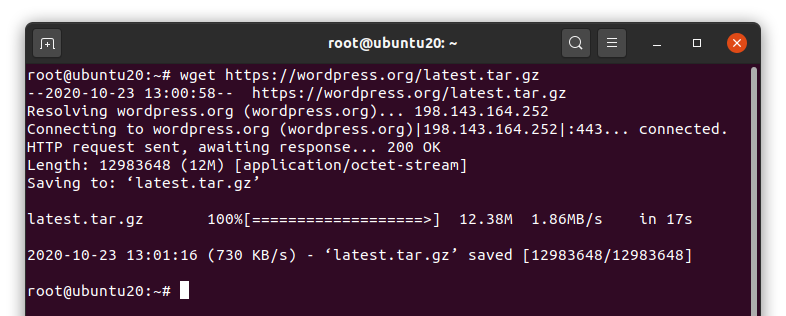 root@ubuntu20: ~
root@ubuntu20:~# wget https://wordpress.org/latest.tar.gz
--2020-10-23 13:00:58--  https://wordpress.org/latest.tar.gz
Resolving wordpress.org (wordpress.org)... 198.143.164.252
Connecting to wordpress.org (wordpress.org)|198.143.164.252|:443... connected.
HTTP request sent, awaiting response... 200 OK
Length: 12983648 (12M) [application/octet-stream]
Saving to: ‘latest.tar.gz’
latest.tar.gz       100%[===================>]  12.38M  1.86MB/s    in 17s
2020-10-23 13:01:16 (730 KB/s) - ‘latest.tar.gz’ saved [12983648/12983648]
root@ubuntu20:~#